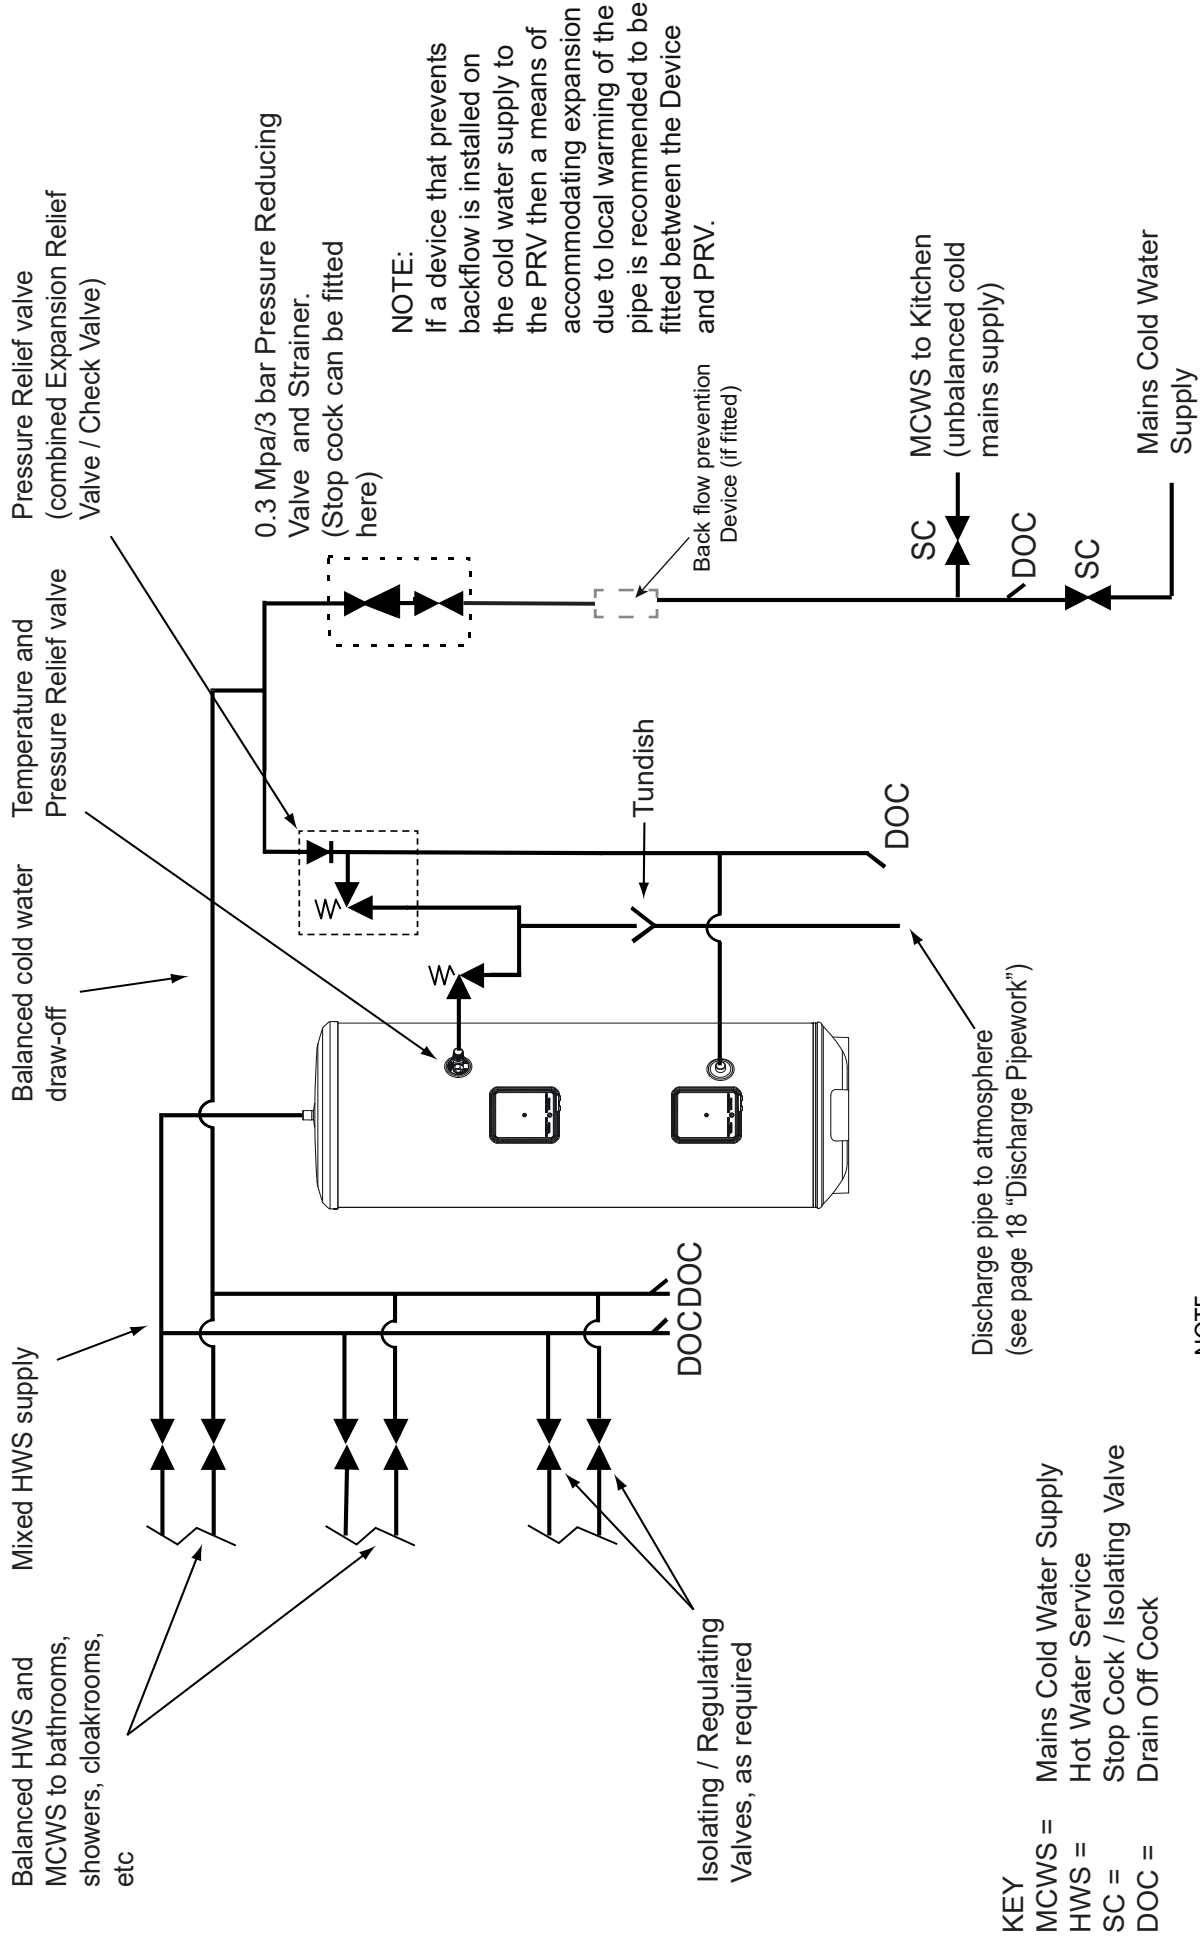 Balanced HWS and
MCWS to bathrooms,
showers, cloakrooms,
etc
Mixed HWS supply
Balanced cold water
draw-off
Temperature and
Pressure Relief valve
Pressure Relief valve
(combined Expansion Relief
Valve / Check Valve)
0.3 Mpa/3 bar Pressure Reducing
Valve and Strainer.
(Stop cock can be fitted
here)
NOTE:
If a device that prevents
backflow is installed on
the cold water supply to
the PRV then a means of
accommodating expansion
due to local warming of the
pipe is recommended to be
fitted between the Device
and PRV.
Back flow prevention
Device (if fitted)
Tundish
DOC
DOC
DOC
Isolating / Regulating
Valves, as required
SC
MCWS to Kitchen
(unbalanced cold
mains supply)
DOC
SC
Mains Cold Water
Supply
Discharge pipe to atmosphere
(see page 18 “Discharge Pipework”)
KEY
MCWS = Mains Cold Water Supply
HWS = Hot Water Service
SC = Stop Cock / Isolating Valve
DOC = Drain Off Cock
NOTE